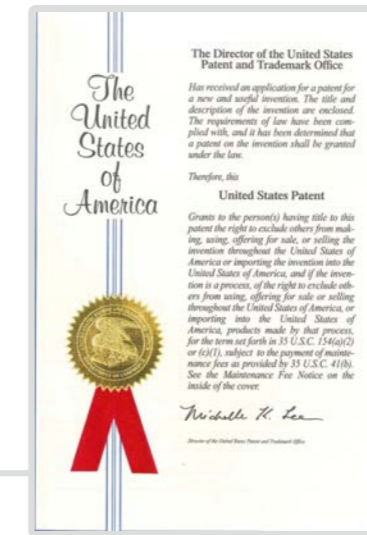 The
United
States
of
America
The Director of the United States
Patent and Trademark Office
Has received an application for a patent for
a new and useful invention. The title and
description of the invention are enclosed.
The requirements of law have been com-
plied with, and it has been determined that
a patent on the invention shall be granted
under the law.
Therefore, this
United States Patent
Grants to the person(s) having title to this
patent the right to exclude others from mak-
ing, using, offering for sale, or selling the
invention throughout the United States of
America or importing the invention into the
United States of America, and if the inven-
tion is a process, of the right to exclude oth-
ers from using, offering for sale or selling
throughout the United States of America, or
importing into the United States of
America, products made by that process,
for the term set forth in 35 U.S.C. 154(a)(2)
or (c)(1), subject to the payment of mainte-
nance fees as provided by 35 U.S.C. 41(b).
See the Maintenance Fee Notice on the
inside of the cover.
Michelle K. Lee
Director of the United States Patent and Trademark Office